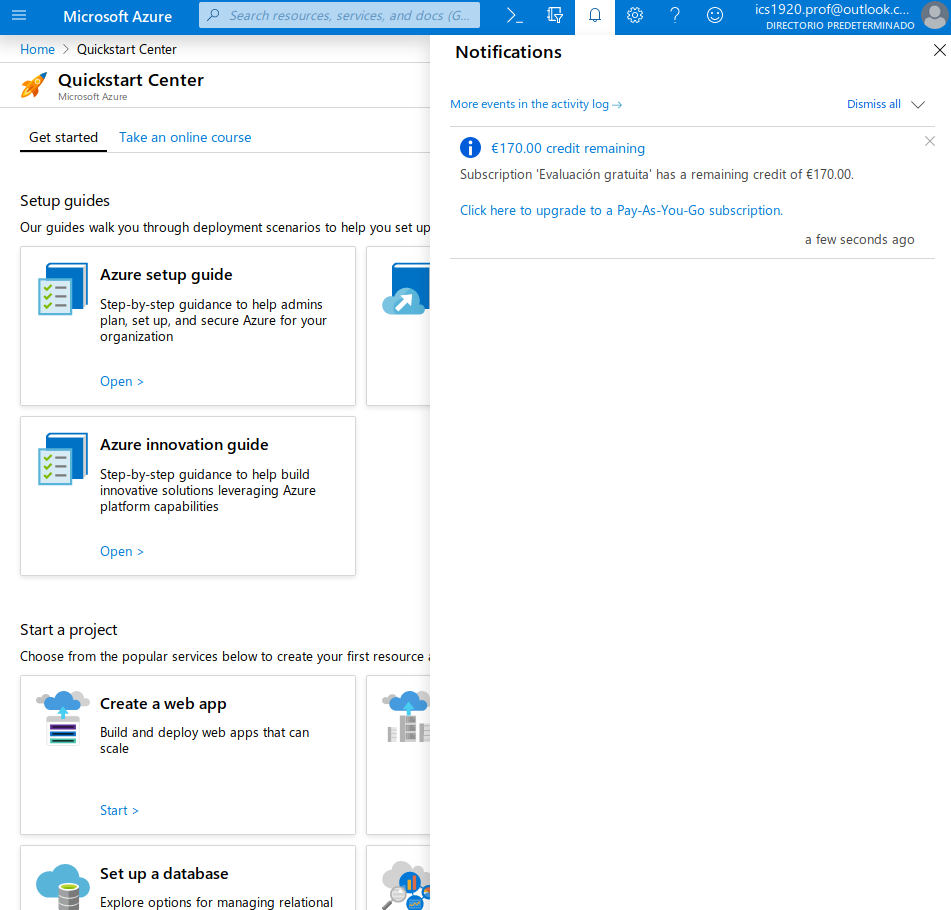 Microsoft Azure
Search resources, services, and docs (G...
ics1920.prof@outlook.c...
DIRECTORIO PREDETERMINADO
Home > Quickstart Center
Quickstart Center
Microsoft Azure
Get started
Take an online course
Setup guides
Our guides walk you through deployment scenarios to help you set up
Azure setup guide
Step-by-step guidance to help admins
plan, set up, and secure Azure for your
organization
Open >
Azure innovation guide
Step-by-step guidance to help build
innovative solutions leveraging Azure
platform capabilities
Open >
Start a project
Choose from the popular services below to create your first resource a
Create a web app
Build and deploy web apps that can
scale
Start >
Set up a database
Explore options for managing relational
Notifications
More events in the activity log →
Dismiss all
€170.00 credit remaining
Subscription 'Evaluación gratuita' has a remaining credit of €170.00.
Click here to upgrade to a Pay-As-You-Go subscription.
a few seconds ago